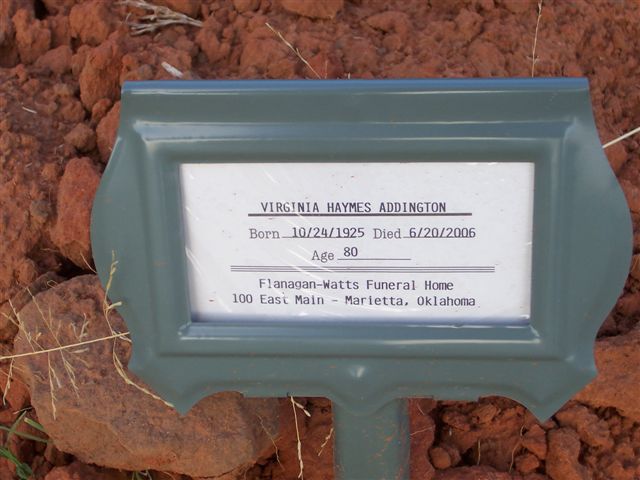 VIRGINIA HAYMES ADDINGTON
Born 10/24/1925 Died 6/20/2006
Age 80
Flanagan-Watts Funeral Home
100 East Main - Marietta, Oklahoma